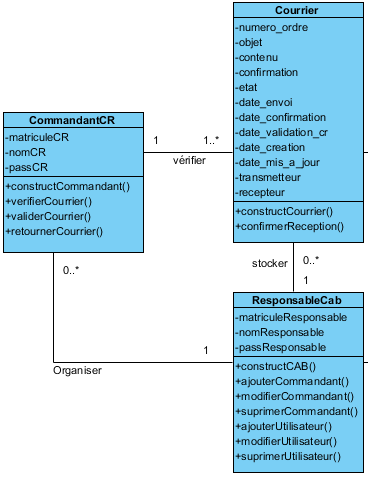 Courrier
-numero_ordre
-objet
-contenu
-confirmation
-etat
-date_envoi
-date_confirmation
-date_validation_cr
-date_creation
-date_mis_a_jour
-transmetteur
-recepteur
+constructCourrier()
+confirmerReception()
CommandantCR
-matriculeCR
-nomCR
-passCR
+constructCommandant()
+verifierCourrier()
+validerCourrier()
+retournerCourrier()
1
1..*
vérifier
stocker
0..*
1
0..*
1
Organiser
ResponsableCab
-matriculeResponsable
-nomResponsable
-passResponsable
+constructCAB()
+ajouterCommandant()
+modifierCommandant()
+suprimerCommandant()
+ajouterUtilisateur()
+modifierUtilisateur()
+suprimerUtilisateur()